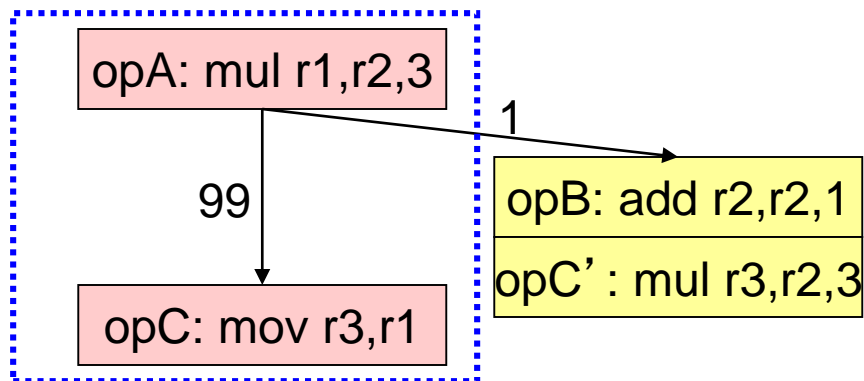 opA: mul r1,r2,3
1
99
opB: add r2,r2,1
opC’: mul r3,r2,3
opC: mov r3,r1